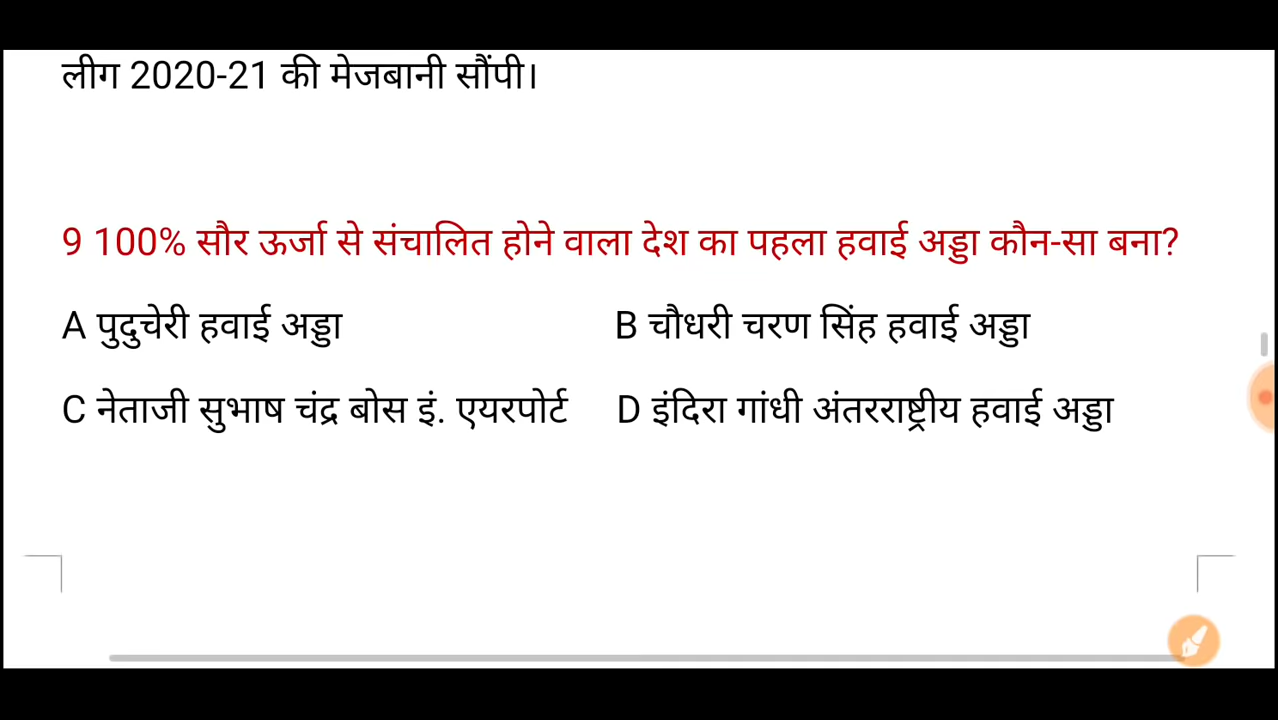 लीग 2020-21 की मेजबानी सौंपी।
9 100% सौर ऊर्जा से संचालित होने वाला देश का पहला हवाई अड्डा कौन-सा बना?
A पुदुचेरी हवाई अड्डा B चौधरी चरण सिंह हवाई अड्डा
C नेताजी सुभाष चंद्र बोस इं. एयरपोर्ट D इंदिरा गांधी अंतरराष्ट्रीय हवाई अड्डा